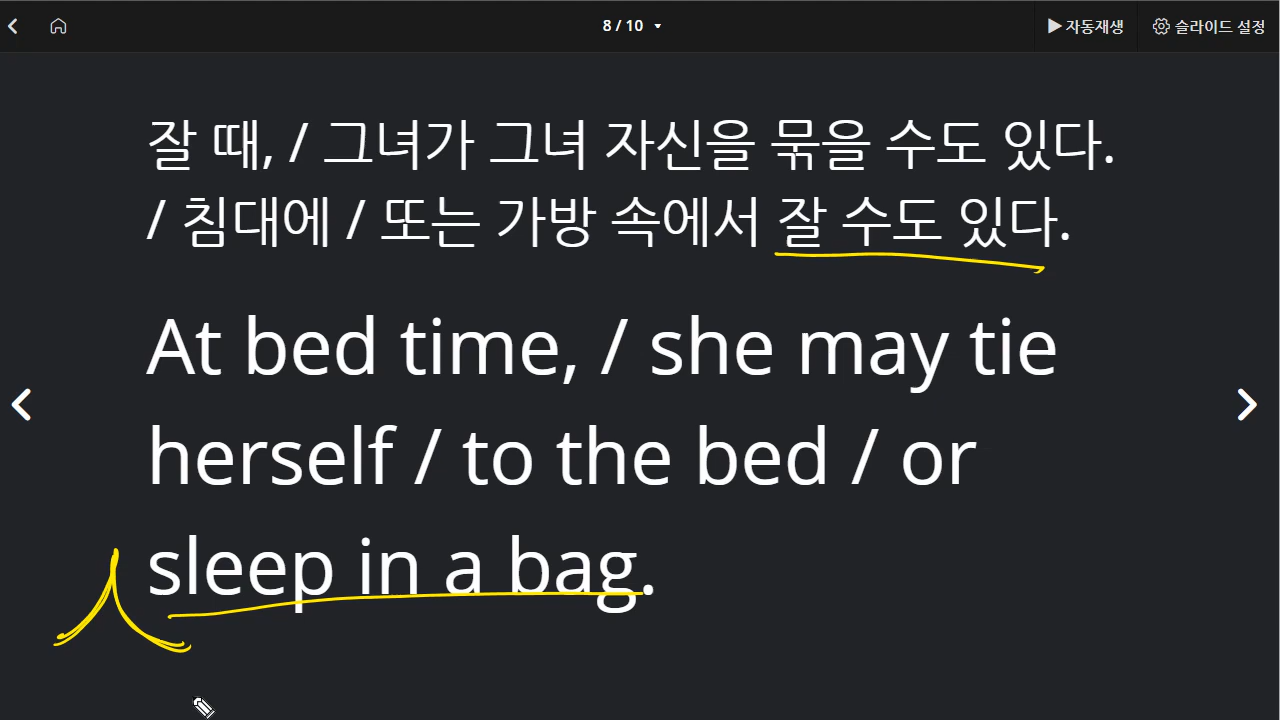 8 / 10
자동재생
슬라이드 설정
잘 때, / 그녀가 그녀 자신을 묶을 수도 있다.
/ 침대에 / 또는 가방 속에서 잘 수도 있다.
At bed time, / she may tie
herself / to the bed / or
sleep in a bag.